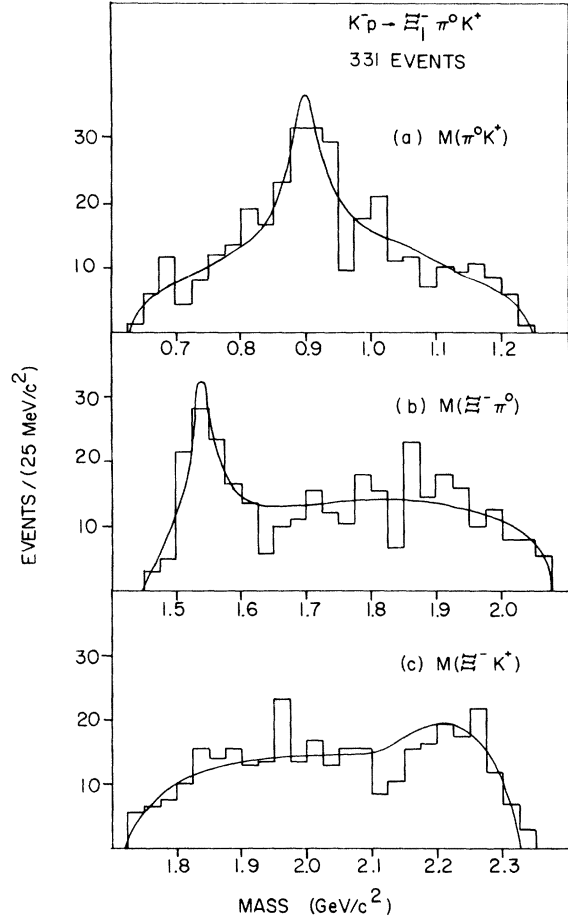 K⁻p → Ξ₁⁻ π⁰ K⁺
331 EVENTS
(a) M(π⁰K⁺)
30
20
10
0.7 0.8 0.9 1.0 1.1 1.2
(b) M(Ξ⁻π⁰)
30
20
10
1.5 1.6 1.7 1.8 1.9 2.0
(c) M(Ξ⁻K⁺)
30
20
10
1.8 1.9 2.0 2.1 2.2 2.3
EVENTS/(25 MeV/c²)
MASS (GeV/c²)